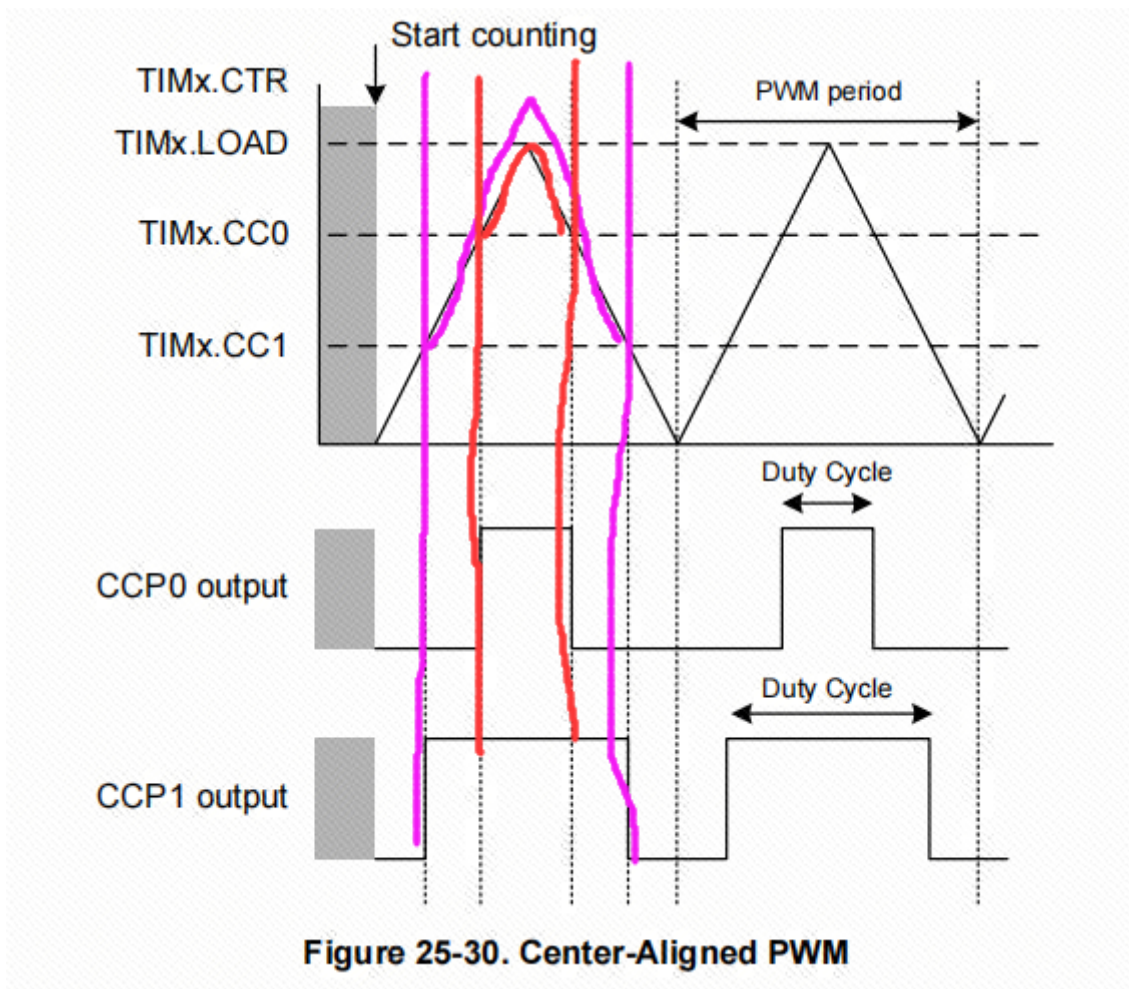 Start counting
TIMx.CTR
PWM period
TIMx.LOAD
TIMx.CC0
TIMx.CC1
Duty Cycle
CCP0 output
Duty Cycle
CCP1 output
Figure 25-30. Center-Aligned PWM